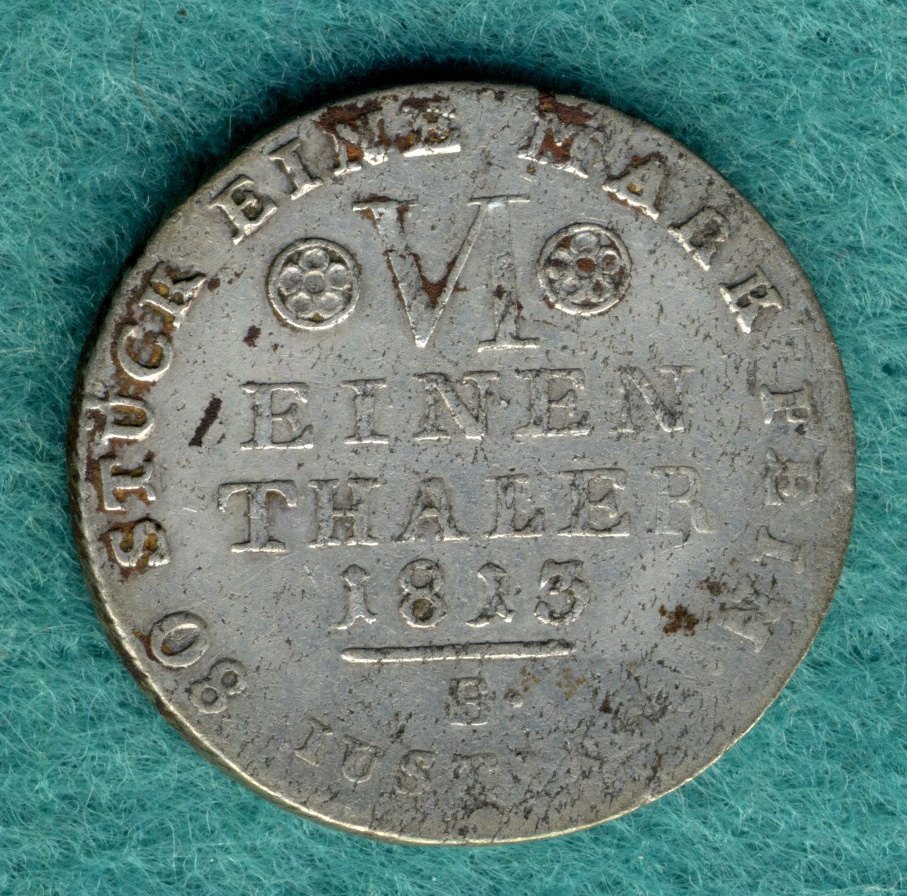 VI
EINEN
THALER
1813
S.
80 STÜCK EINE MARK FEIN
IUST